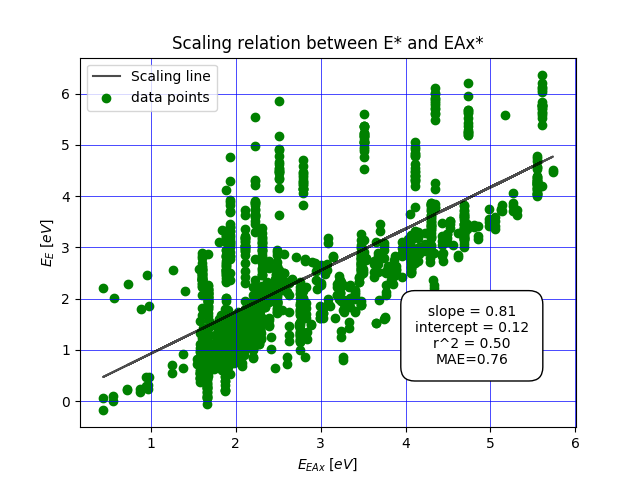 Scaling relation between E* and EAx*
Scaling line
data points
E_E [eV]
6
5
4
3
2
1
0
slope = 0.81
intercept = 0.12
r^2 = 0.50
MAE=0.76
1 2 3 4 5 6
E_EAx [eV]